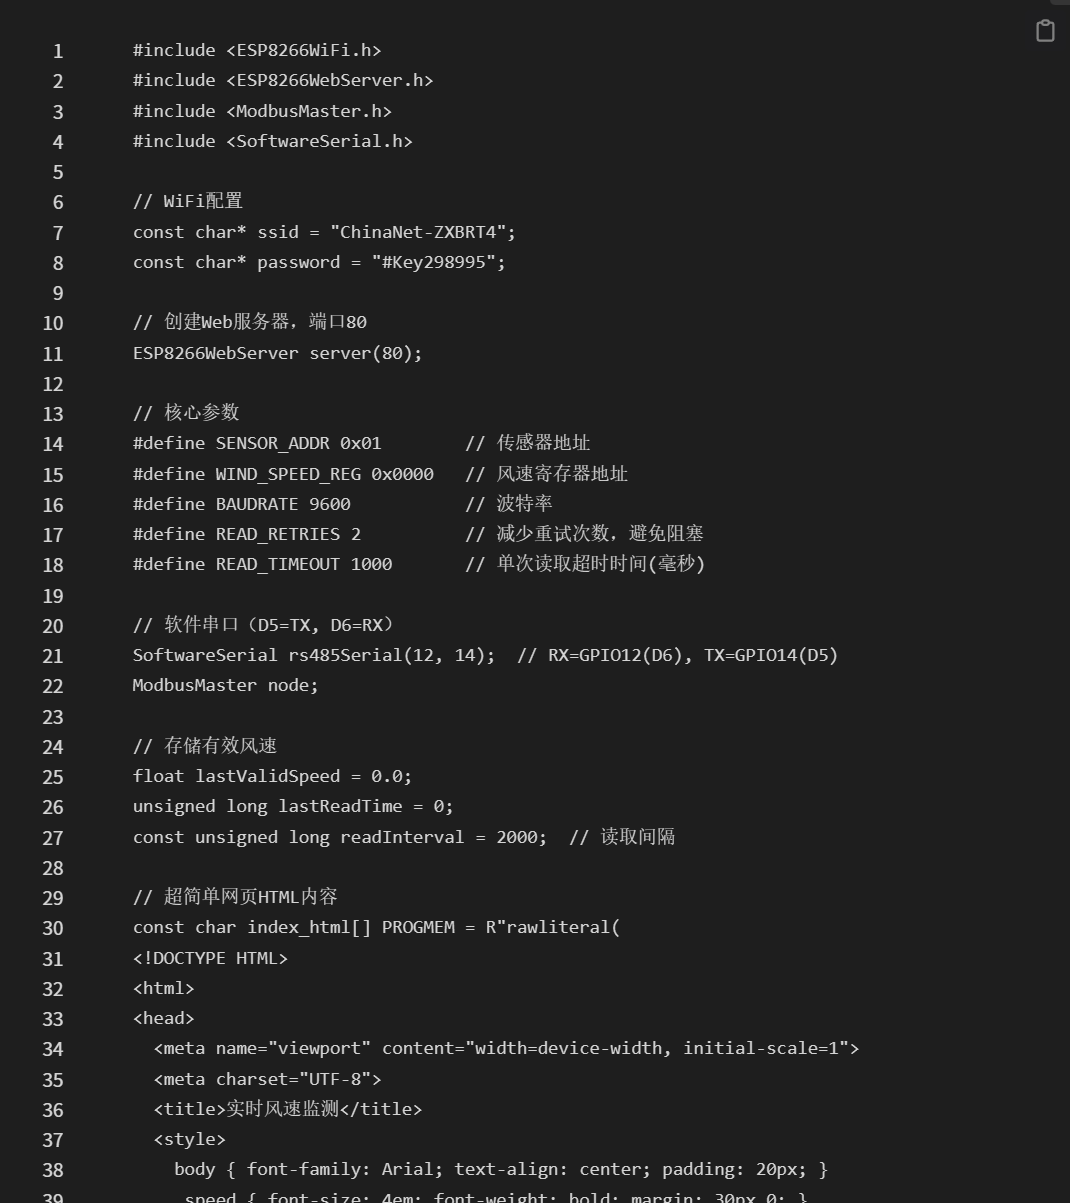 1 #include <ESP8266WiFi.h>
2 #include <ESP8266WebServer.h>
3 #include <ModbusMaster.h>
4 #include <SoftwareSerial.h>
5
6 // WiFi配置
7 const char* ssid = "ChinaNet-ZXBRT4";
8 const char* password = "#Key298995";
9
10 // 创建Web服务器，端口80
11 ESP8266WebServer server(80);
12
13 // 核心参数
14 #define SENSOR_ADDR 0x01        // 传感器地址
15 #define WIND_SPEED_REG 0x0000   // 风速寄存器地址
16 #define BAUDRATE 9600           // 波特率
17 #define READ_RETRIES 2          // 减少重试次数，避免阻塞
18 #define READ_TIMEOUT 1000       // 单次读取超时时间(毫秒)
19
20 // 软件串口（D5=TX, D6=RX）
21 SoftwareSerial rs485Serial(12, 14);  // RX=GPIO12(D6), TX=GPIO14(D5)
22 ModbusMaster node;
23
24 // 存储有效风速
25 float lastValidSpeed = 0.0;
26 unsigned long lastReadTime = 0;
27 const unsigned long readInterval = 2000;  // 读取间隔
28
29 // 超简单网页HTML内容
30 const char index_html[] PROGMEM = R"rawliteral(
31 <!DOCTYPE HTML>
32 <html>
33 <head>
34   <meta name="viewport" content="width=device-width, initial-scale=1">
35   <meta charset="UTF-8">
36   <title>实时风速监测</title>
37   <style>
38     body { font-family: Arial; text-align: center; padding: 20px; }
39     .speed { font-size: 4em; font-weight: bold; margin: 30px 0; }